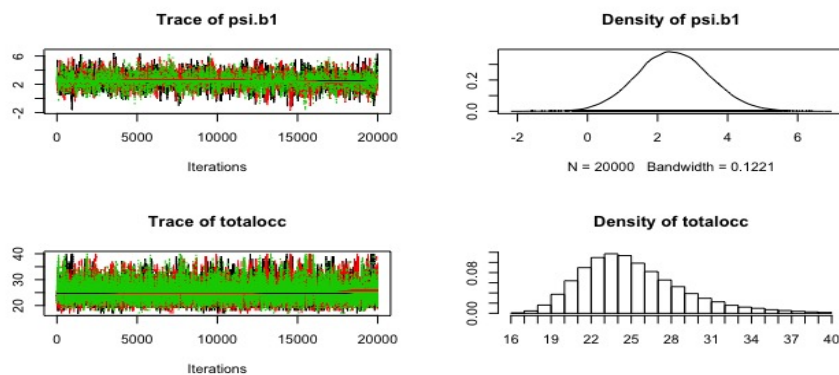 Trace of psi.b1
6
2
-2
0 5000 10000 15000 20000
Iterations
Density of psi.b1
0.2
0.0
-2 0 2 4 6
N = 20000 Bandwidth = 0.1221
Trace of totalocc
40
30
20
0 5000 10000 15000 20000
Iterations
Density of totalocc
0.08
0.00
16 19 22 25 28 31 34 37 40